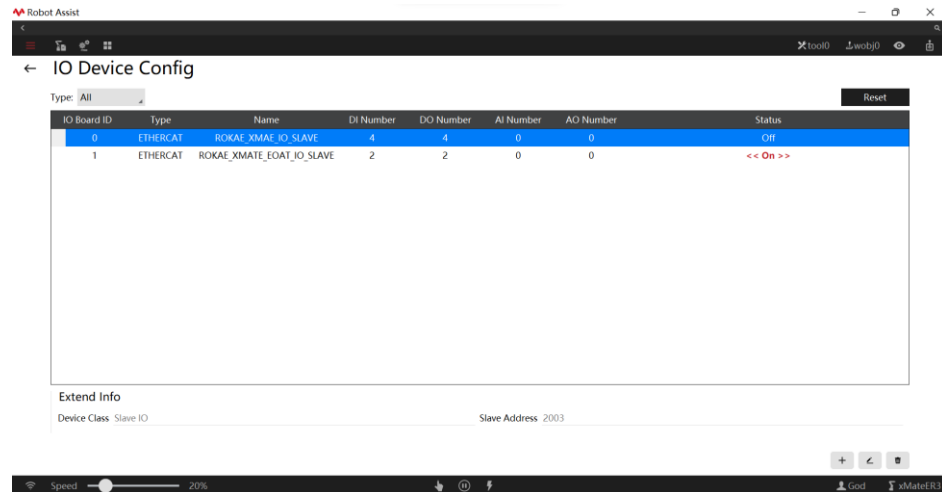 Robot Assist
tool0 wobj0
IO Device Config
Type: All
Reset
IO Board ID Type Name DI Number DO Number AI Number AO Number Status
0 ETHERCAT ROKAE_XMAE_IO_SLAVE 4 4 0 0 Off
1 ETHERCAT ROKAE_XMATE_EOAT_IO_SLAVE 2 2 0 0 << On >>
Extend Info
Device Class Slave IO Slave Address 2003
Speed 20% God xMateER3